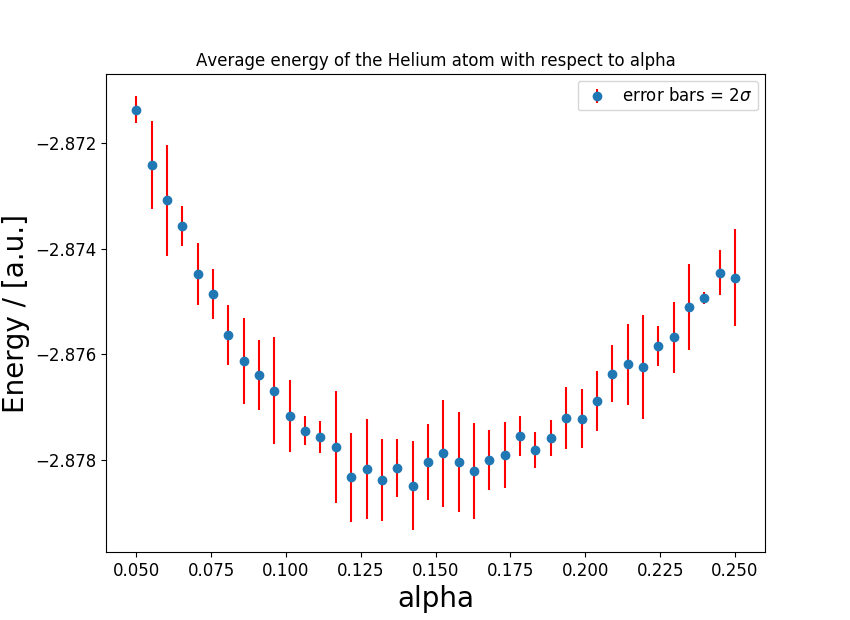 Average energy of the Helium atom with respect to alpha
error bars = 2σ
Energy / [a.u.]
−2.872
−2.874
−2.876
−2.878
0.050 0.075 0.100 0.125 0.150 0.175 0.200 0.225 0.250
alpha